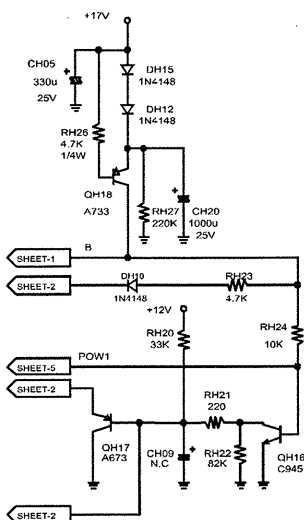 +17V
CH05
330u
25V
DH15
1N4148
DH12
1N4148
RH26
4.7K
1/4W
QH18
A733
RH27
220K
CH20
1000u
25V
SHEET-1
B
SHEET-2
DH10
1N4148
RH23
4.7K
+12V
RH20
33K
RH24
10K
SHEET-5
POW1
SHEET-2
RH21
220
QH17
A673
CH09
N.C
RH22
82K
QH16
C945
SHEET-2